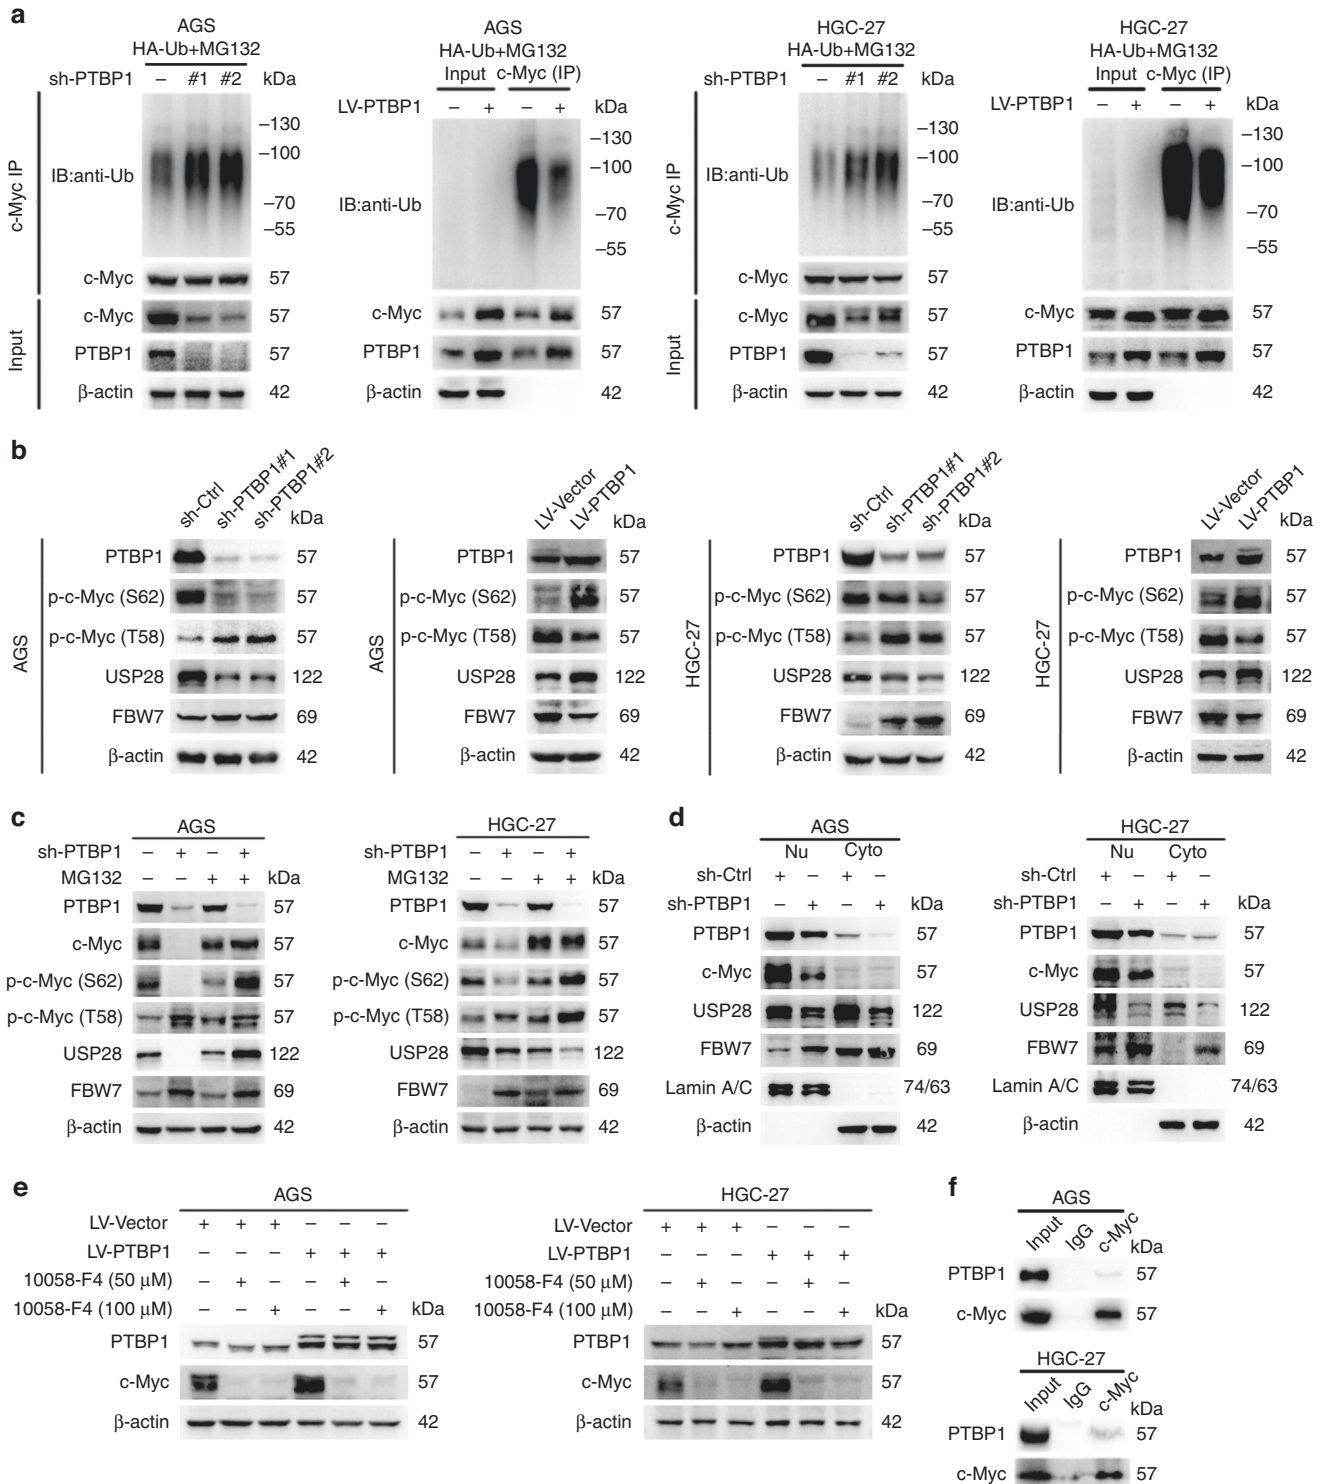 a
AGS
HA-Ub+MG132
sh-PTBP1 – #1 #2 kDa
c-Myc IP
IB:anti-Ub
–130
–100
–70
–55
c-Myc 57
Input
c-Myc 57
PTBP1 57
β-actin 42
AGS
HA-Ub+MG132
Input c-Myc (IP)
LV-PTBP1 – + – + kDa
IB:anti-Ub
–130
–100
–70
–55
c-Myc 57
PTBP1 57
β-actin 42
HGC-27
HA-Ub+MG132
sh-PTBP1 – #1 #2 kDa
c-Myc IP
IB:anti-Ub
–130
–100
–70
–55
c-Myc 57
Input
c-Myc 57
PTBP1 57
β-actin 42
HGC-27
HA-Ub+MG132
Input c-Myc (IP)
LV-PTBP1 – + – + kDa
IB:anti-Ub
–130
–100
–70
–55
c-Myc 57
PTBP1 57
β-actin 42
b
AGS
sh-Ctrl sh-PTBP1#1 sh-PTBP1#2 kDa
PTBP1 57
p-c-Myc (S62) 57
p-c-Myc (T58) 57
USP28 122
FBW7 69
β-actin 42
AGS
LV-Vector LV-PTBP1 kDa
PTBP1 57
p-c-Myc (S62) 57
p-c-Myc (T58) 57
USP28 122
FBW7 69
β-actin 42
HGC-27
sh-Ctrl sh-PTBP1#1 sh-PTBP1#2 kDa
PTBP1 57
p-c-Myc (S62) 57
p-c-Myc (T58) 57
USP28 122
FBW7 69
β-actin 42
HGC-27
LV-Vector LV-PTBP1 kDa
PTBP1 57
p-c-Myc (S62) 57
p-c-Myc (T58) 57
USP28 122
FBW7 69
β-actin 42
c
AGS
sh-PTBP1 – + – +
MG132 – – + + kDa
PTBP1 57
c-Myc 57
p-c-Myc (S62) 57
p-c-Myc (T58) 57
USP28 122
FBW7 69
β-actin 42
HGC-27
sh-PTBP1 – + – +
MG132 – – + + kDa
PTBP1 57
c-Myc 57
p-c-Myc (S62) 57
p-c-Myc (T58) 57
USP28 122
FBW7 69
β-actin 42
d
AGS
Nu Cyto
sh-Ctrl + – + –
sh-PTBP1 – + – + kDa
PTBP1 57
c-Myc 57
USP28 122
FBW7 69
Lamin A/C 74/63
β-actin 42
HGC-27
Nu Cyto
sh-Ctrl + – + –
sh-PTBP1 – + – + kDa
PTBP1 57
c-Myc 57
USP28 122
FBW7 69
Lamin A/C 74/63
β-actin 42
e
AGS
LV-Vector + + + – – –
LV-PTBP1 – – – + + +
10058-F4 (50 μM) – + – – + –
10058-F4 (100 μM) – – + – – + kDa
PTBP1 57
c-Myc 57
β-actin 42
HGC-27
LV-Vector + + + – – –
LV-PTBP1 – – – + + +
10058-F4 (50 μM) – + – – + –
10058-F4 (100 μM) – – + – – + kDa
PTBP1 57
c-Myc 57
β-actin 42
f
AGS
Input IgG c-Myc kDa
PTBP1 57
c-Myc 57
HGC-27
Input IgG c-Myc kDa
PTBP1 57
c-Myc 57